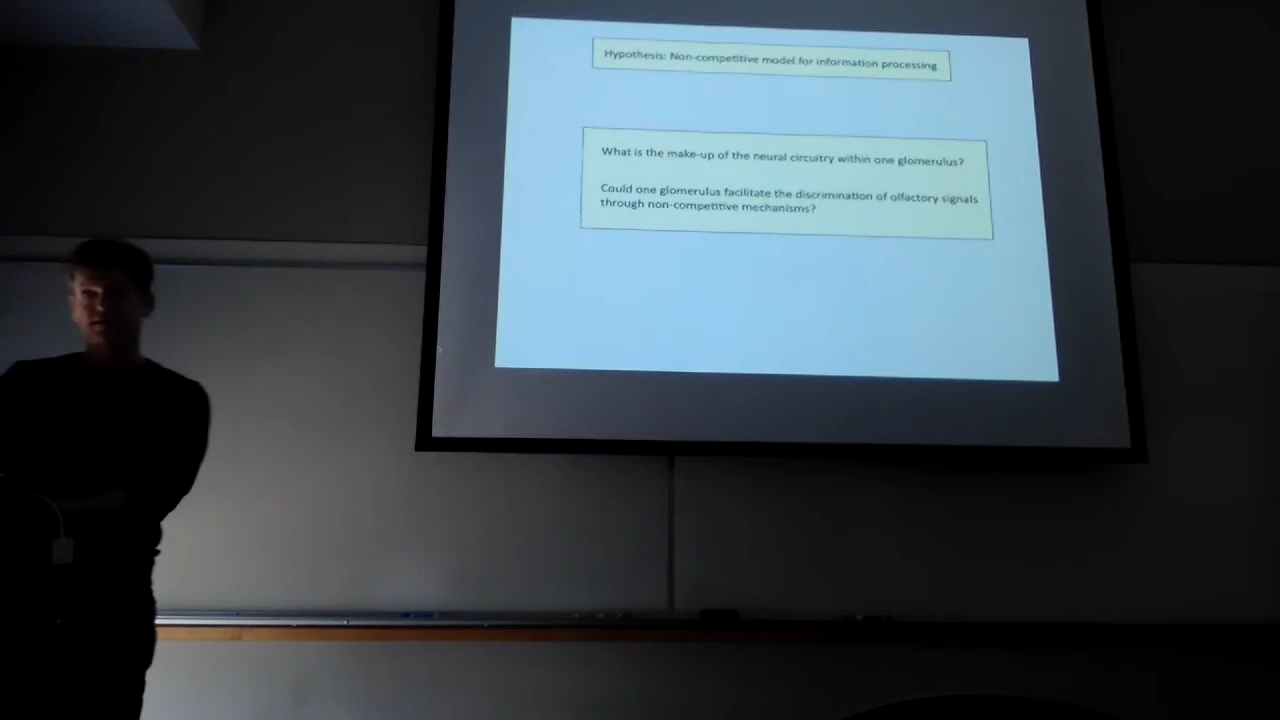 Hypothesis: Non-competitive model for information processing
What is the make-up of the neural circuitry within one glomerulus?
Could one glomerulus facilitate the discrimination of olfactory signals
through non-competitive mechanisms?